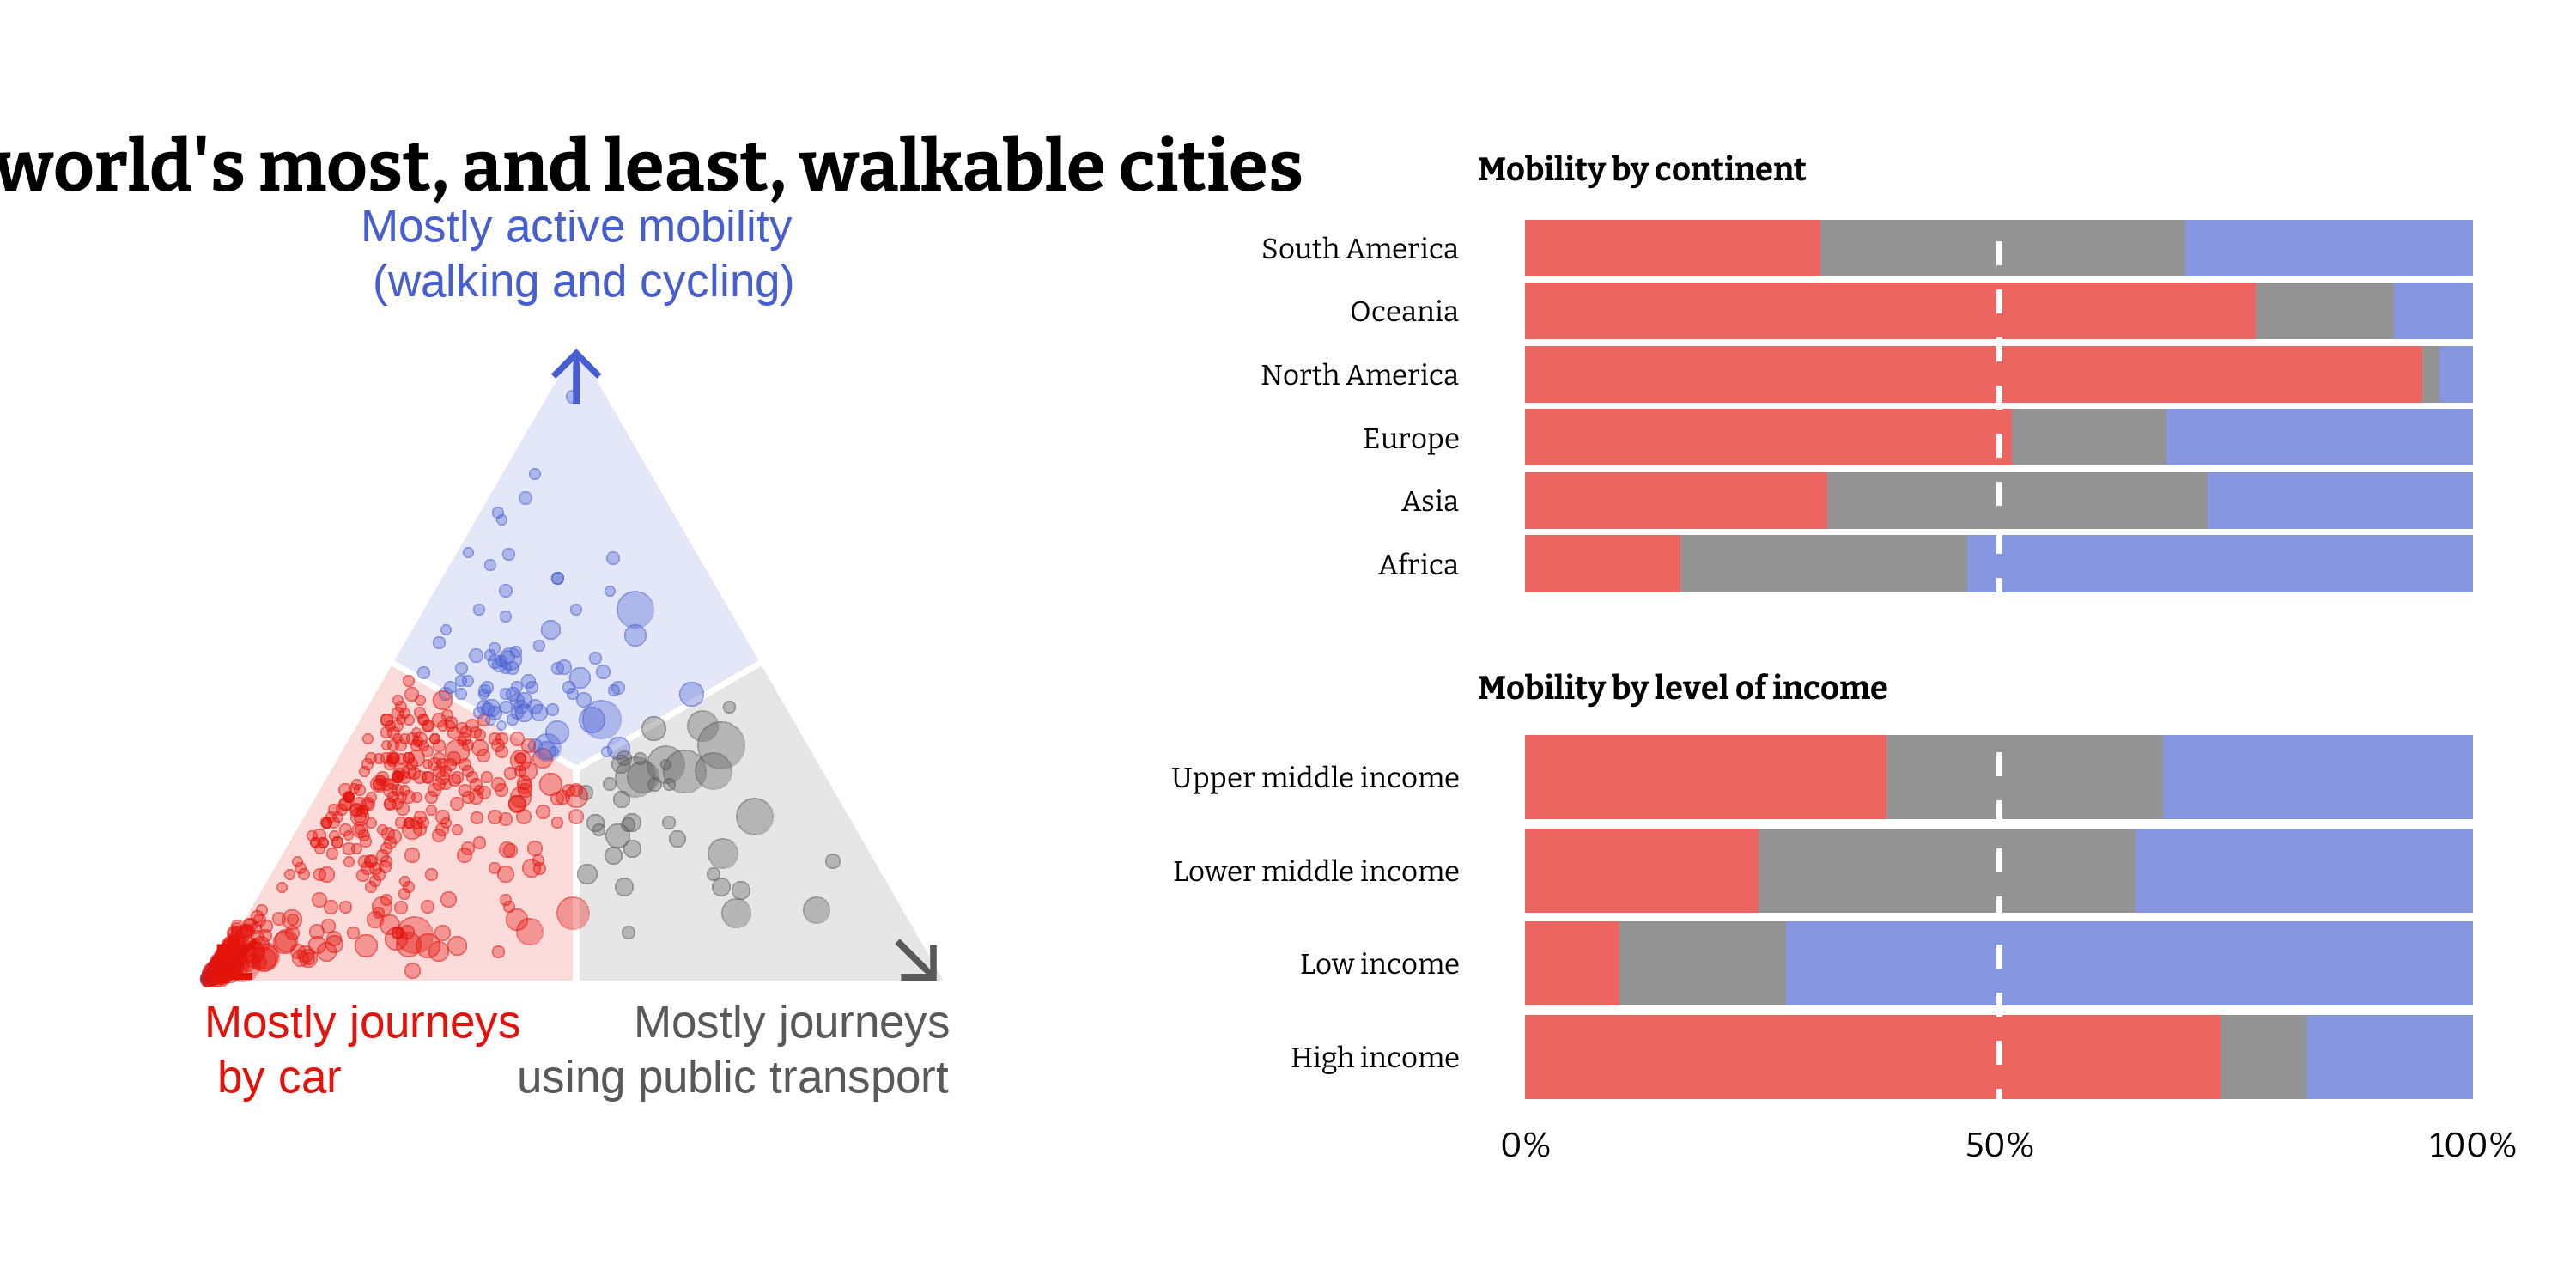 world's most, and least, walkable cities
Mostly active mobility
(walking and cycling)
Mostly journeys
by car
Mostly journeys
using public transport
Mobility by continent
South America
Oceania
North America
Europe
Asia
Africa
Mobility by level of income
Upper middle income
Lower middle income
Low income
High income
0%
50%
100%